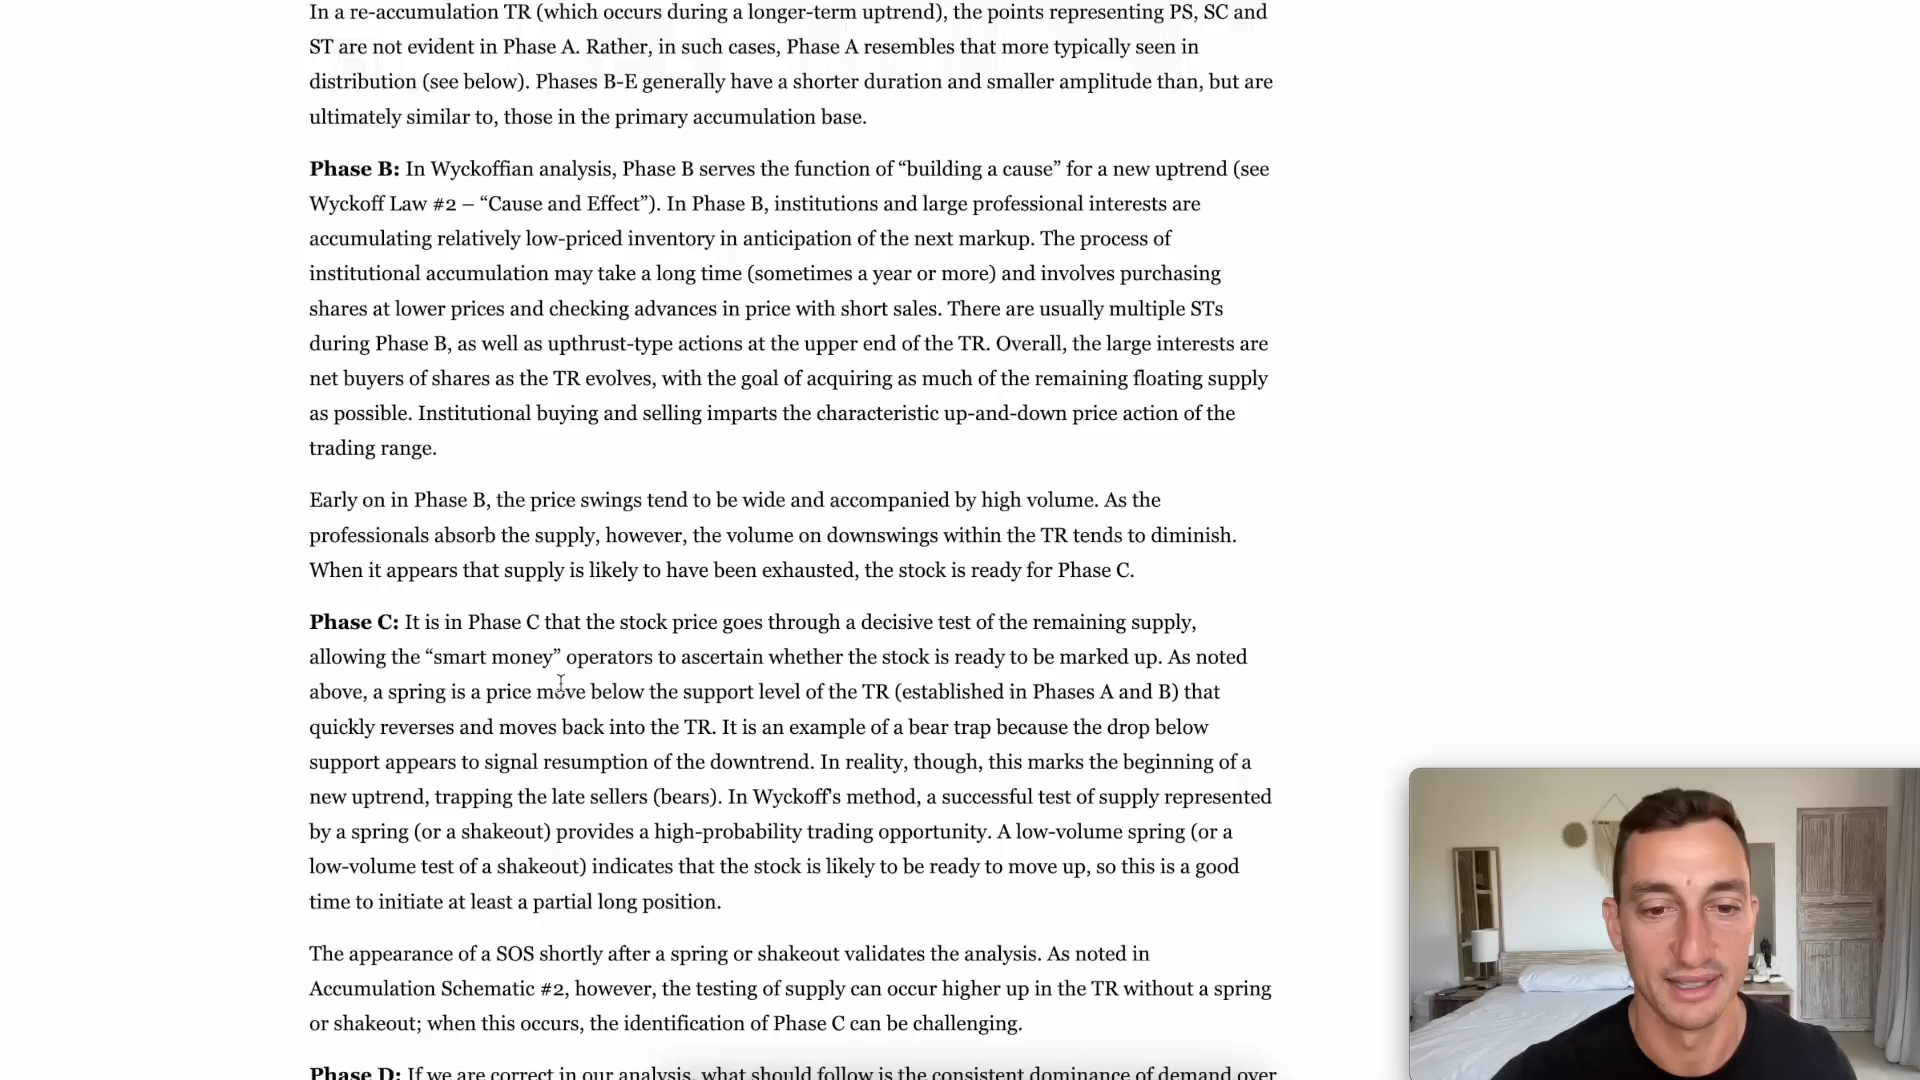 In a re-accumulation TR (which occurs during a longer-term uptrend), the points representing PS, SC and
ST are not evident in Phase A. Rather, in such cases, Phase A resembles that more typically seen in
distribution (see below). Phases B-E generally have a shorter duration and smaller amplitude than, but are
ultimately similar to, those in the primary accumulation base.
Phase B: In Wyckoffian analysis, Phase B serves the function of “building a cause” for a new uptrend (see
Wyckoff Law #2 – “Cause and Effect”). In Phase B, institutions and large professional interests are
accumulating relatively low-priced inventory in anticipation of the next markup. The process of
institutional accumulation may take a long time (sometimes a year or more) and involves purchasing
shares at lower prices and checking advances in price with short sales. There are usually multiple STs
during Phase B, as well as upthrust-type actions at the upper end of the TR. Overall, the large interests are
net buyers of shares as the TR evolves, with the goal of acquiring as much of the remaining floating supply
as possible. Institutional buying and selling imparts the characteristic up-and-down price action of the
trading range.
Early on in Phase B, the price swings tend to be wide and accompanied by high volume. As the
professionals absorb the supply, however, the volume on downswings within the TR tends to diminish.
When it appears that supply is likely to have been exhausted, the stock is ready for Phase C.
Phase C: It is in Phase C that the stock price goes through a decisive test of the remaining supply,
allowing the “smart money” operators to ascertain whether the stock is ready to be marked up. As noted
above, a spring is a price move below the support level of the TR (established in Phases A and B) that
quickly reverses and moves back into the TR. It is an example of a bear trap because the drop below
support appears to signal resumption of the downtrend. In reality, though, this marks the beginning of a
new uptrend, trapping the late sellers (bears). In Wyckoff's method, a successful test of supply represented
by a spring (or a shakeout) provides a high-probability trading opportunity. A low-volume spring (or a
low-volume test of a shakeout) indicates that the stock is likely to be ready to move up, so this is a good
time to initiate at least a partial long position.
The appearance of a SOS shortly after a spring or shakeout validates the analysis. As noted in
Accumulation Schematic #2, however, the testing of supply can occur higher up in the TR without a spring
or shakeout; when this occurs, the identification of Phase C can be challenging.
Phase D: If we are correct in our analysis, what should follow is the consistent dominance of demand over